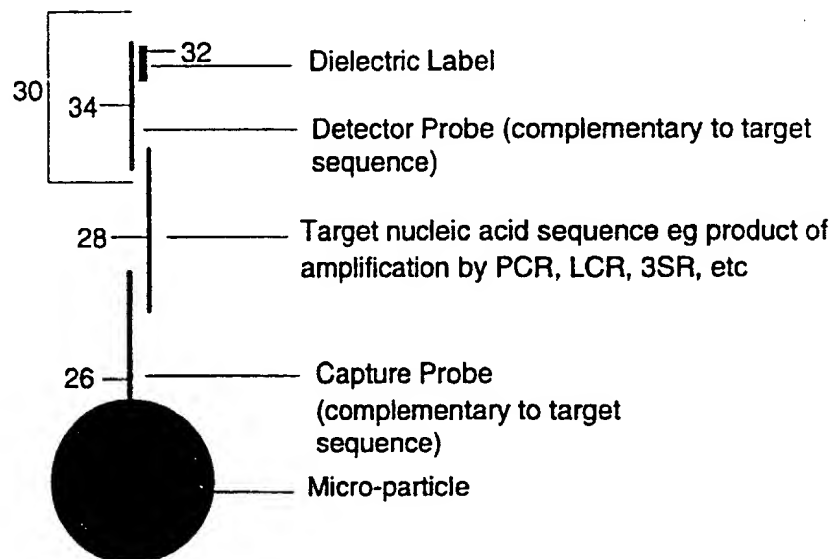 32
Dielectric Label
30
34
Detector Probe (complementary to target
sequence)
28
Target nucleic acid sequence eg product of
amplification by PCR, LCR, 3SR, etc
26
Capture Probe
(complementary to target
sequence)
Micro-particle